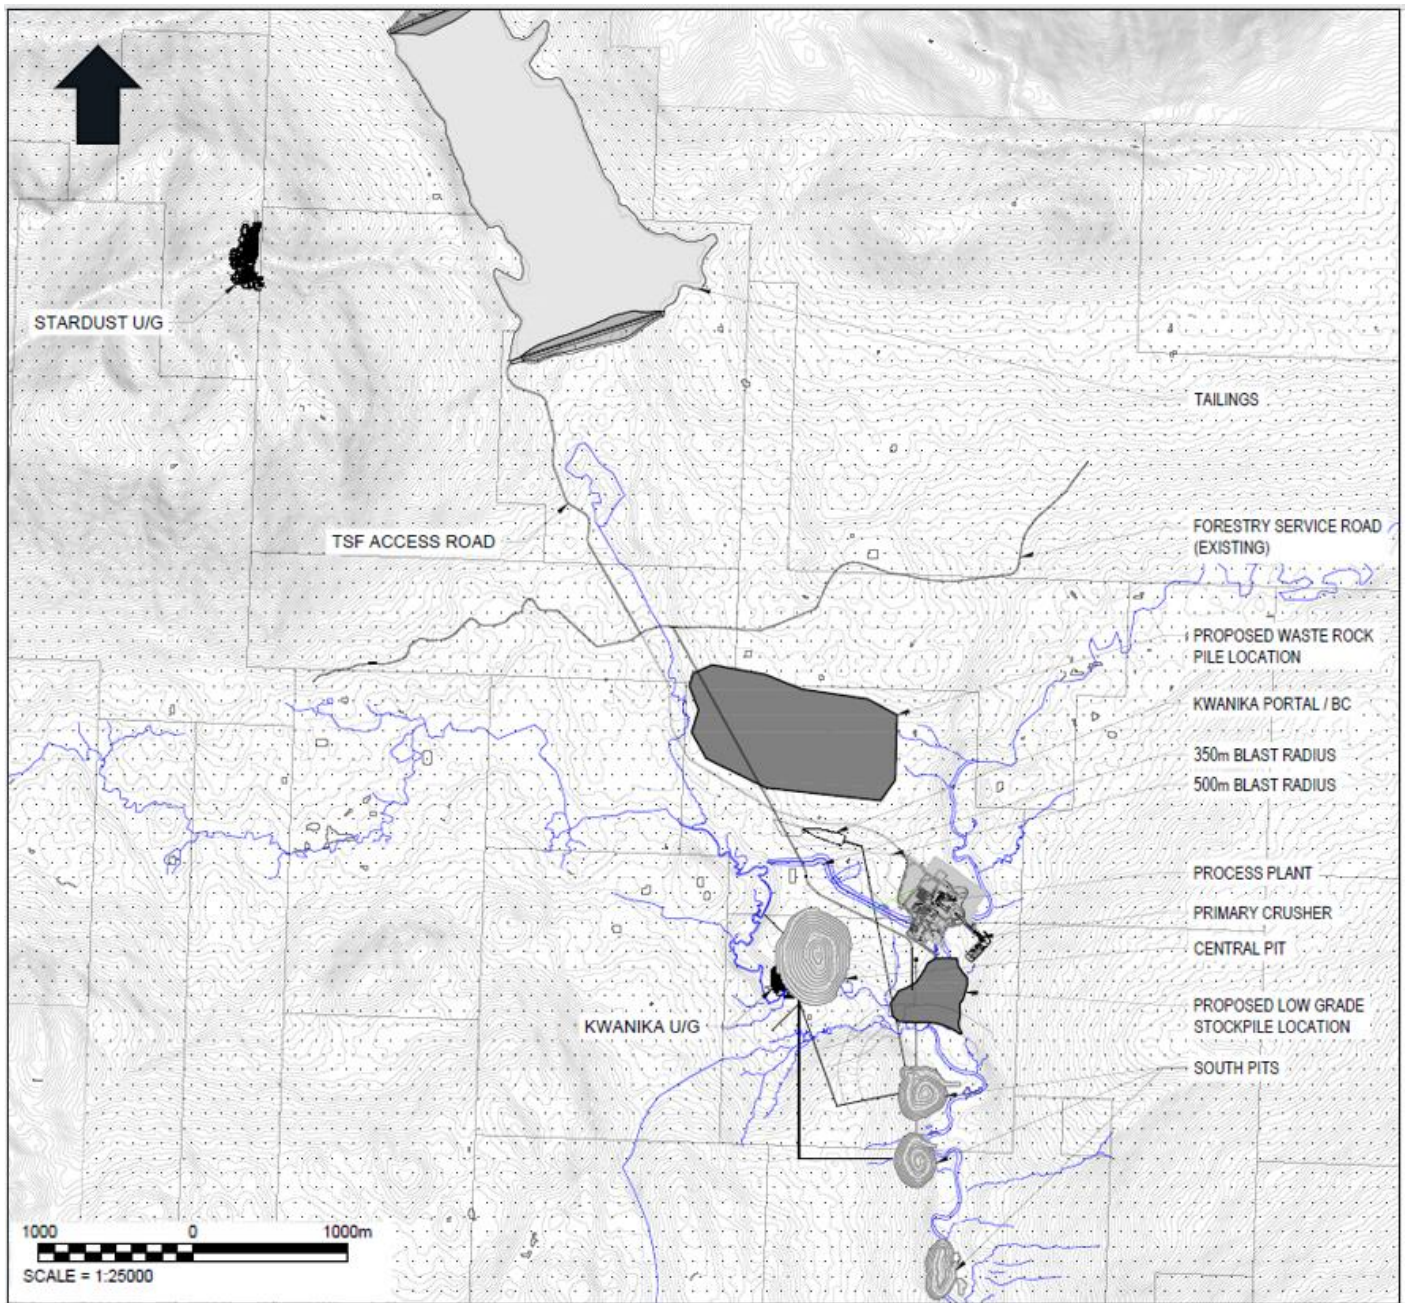 STARDUST U/G
TAILINGS
TSF ACCESS ROAD
FORESTRY SERVICE ROAD
(EXISTING)
PROPOSED WASTE ROCK
PILE LOCATION
KWANIKA PORTAL / BC
350m BLAST RADIUS
500m BLAST RADIUS
PROCESS PLANT
PRIMARY CRUSHER
CENTRAL PIT
PROPOSED LOW GRADE
STOCKPILE LOCATION
KWANIKA U/G
SOUTH PITS
1000 0 1000m
SCALE = 1:25000